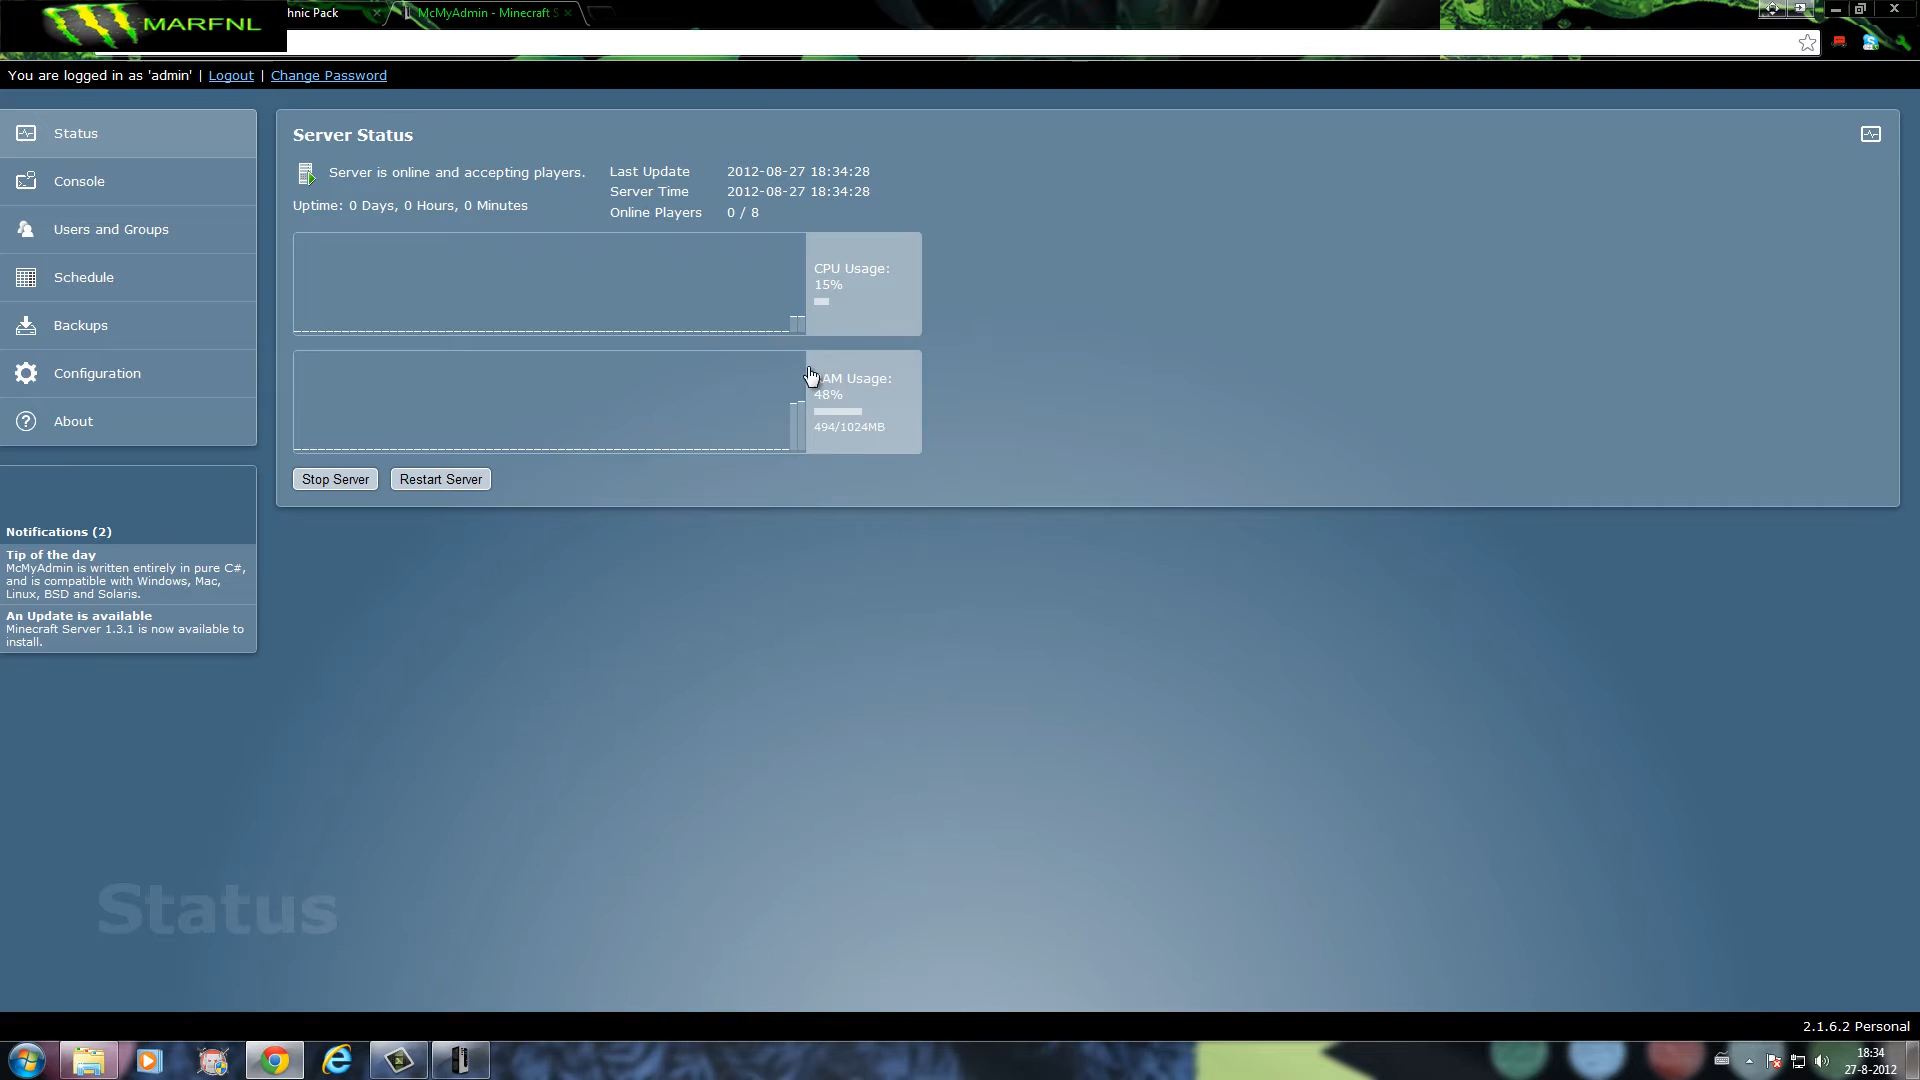 MARFNL
hnic Pack
McMyAdmin - Minecraft S
You are logged in as 'admin' | Logout | Change Password
Status
Console
Users and Groups
Schedule
Backups
Configuration
About
Notifications (2)
Tip of the day
McMyAdmin is written entirely in pure C#,
and is compatible with Windows, Mac,
Linux, BSD and Solaris.
An Update is available
Minecraft Server 1.3.1 is now available to
install.
Server Status
Server is online and accepting players.
Uptime: 0 Days, 0 Hours, 0 Minutes
Last Update 2012-08-27 18:34:28
Server Time 2012-08-27 18:34:28
Online Players 0 / 8
CPU Usage:
15%
AM Usage:
48%
494/1024MB
Stop Server
Restart Server
Status
2.1.6.2 Personal
18:34
27-8-2012